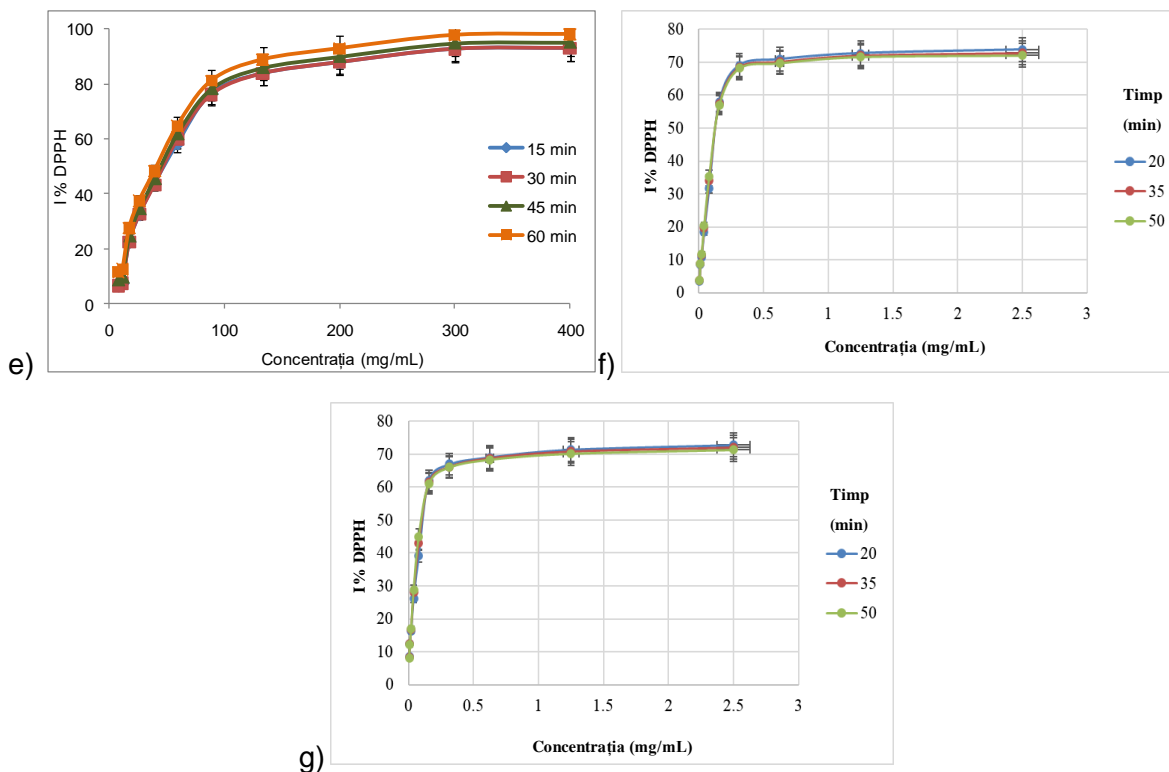 100
80
60
40
20
0
I % DPPH
0 100 200 300 400
Concentrația (mg/mL)
15 min
30 min
45 min
60 min
e)
80
70
60
50
40
30
20
10
0
I % DPPH
0 0.5 1 1.5 2 2.5 3
Concentrația (mg/mL)
Timp
(min)
20
35
50
f)
80
70
60
50
40
30
20
10
0
I % DPPH
0 0.5 1 1.5 2 2.5 3
Concentrația (mg/mL)
Timp
(min)
20
35
50
g)